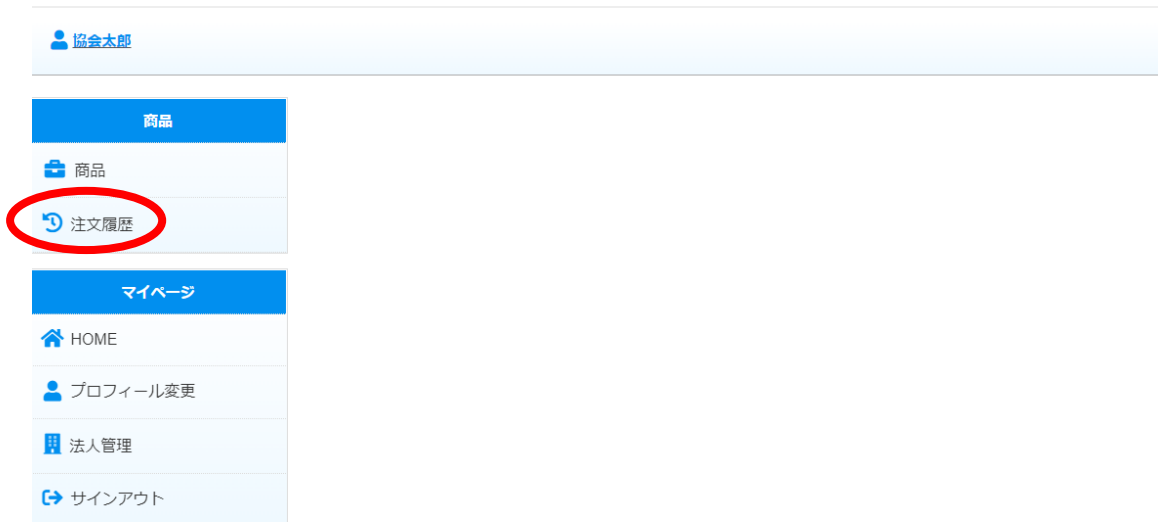 協会太郎
商品
商品
注文履歴
マイページ
HOME
プロフィール変更
法人管理
サインアウト